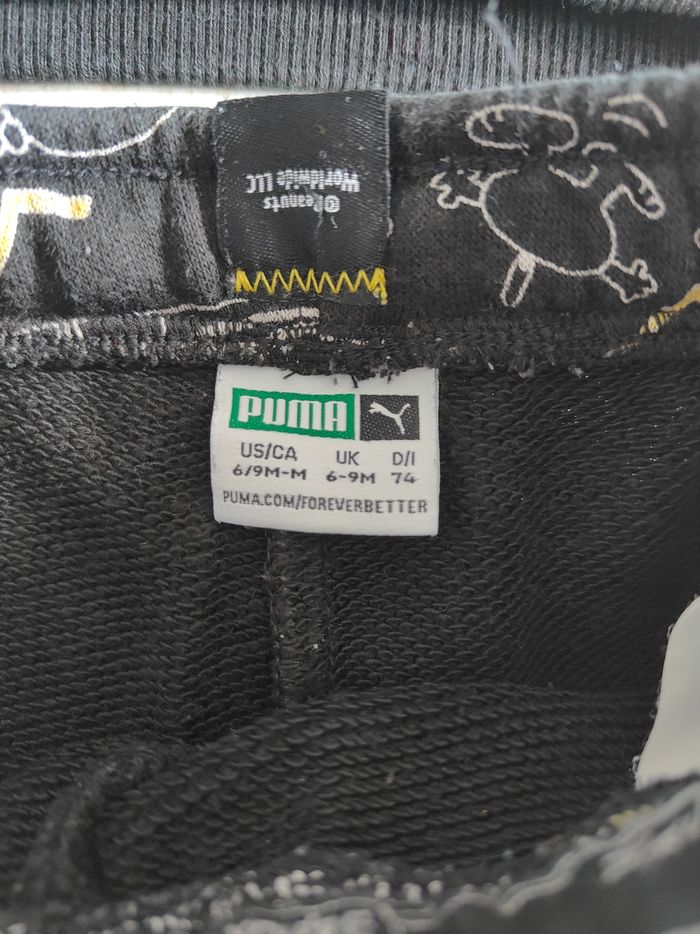 ©Peanuts
Worldwide LLC
PUMA
US/CA UK D/I
6/9M-M 6-9M 74
PUMA.COM/FOREVERBETTER